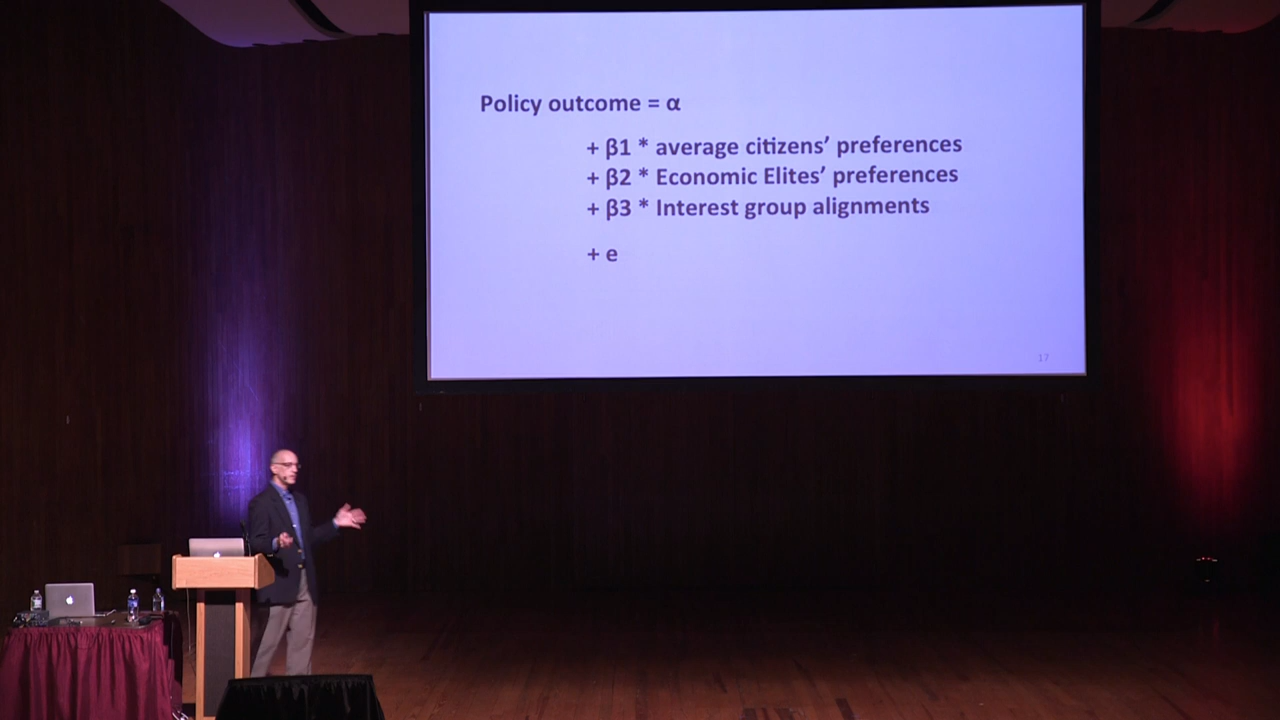 Policy outcome = α
+ β1 * average citizens’ preferences
+ β2 * Economic Elites’ preferences
+ β3 * Interest group alignments
+ e
17